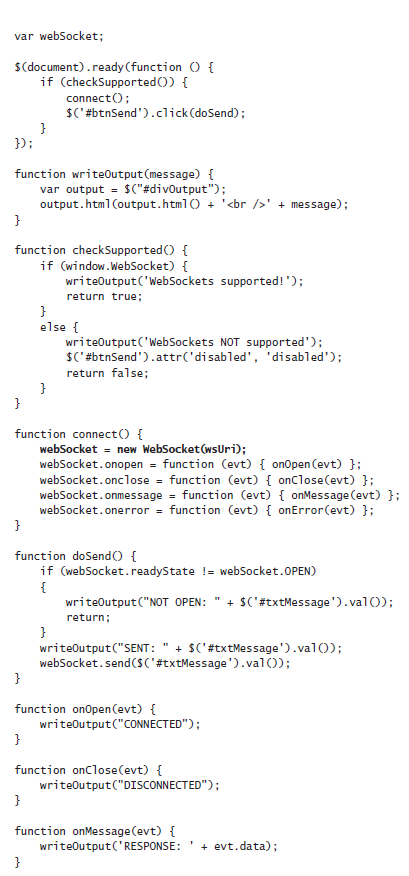 var webSocket;
$(document).ready(function () {
if (checkSupported()) {
connect();
$('#btnSend').click(doSend);
}
});
function writeOutput(message) {
var output = $("#divOutput");
output.html(output.html() + '<br />' + message);
}
function checkSupported() {
if (window.WebSocket) {
writeOutput('WebSockets supported!');
return true;
}
else {
writeOutput('WebSockets NOT supported');
$('#btnSend').attr('disabled', 'disabled');
return false;
}
}
function connect() {
webSocket = new WebSocket(wsUri);
webSocket.onopen = function (evt) { onOpen(evt) };
webSocket.onclose = function (evt) { onClose(evt) };
webSocket.onmessage = function (evt) { onMessage(evt) };
webSocket.onerror = function (evt) { onError(evt) };
}
function doSend() {
if (webSocket.readyState != webSocket.OPEN)
{
writeOutput("NOT OPEN: " + $('#txtMessage').val());
return;
}
writeOutput("SENT: " + $('#txtMessage').val());
webSocket.send($('#txtMessage').val());
}
function onOpen(evt) {
writeOutput("CONNECTED");
}
function onClose(evt) {
writeOutput("DISCONNECTED");
}
function onMessage(evt) {
writeOutput('RESPONSE: ' + evt.data);
}